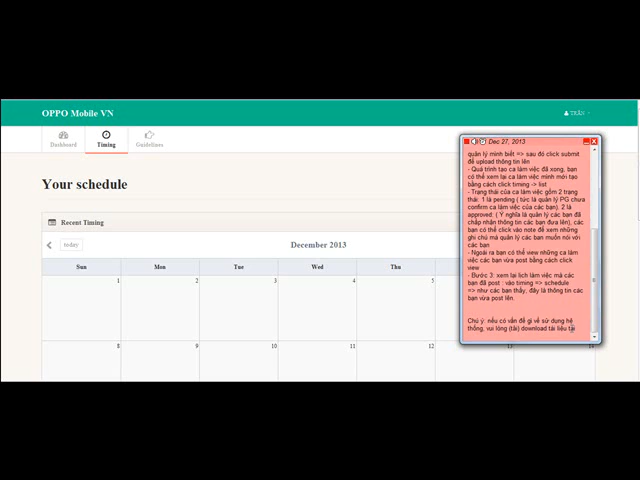 OPPO Mobile VN
TRÂN
Dashboard
Timing
Guidelines
Your schedule
Recent Timing
today
December 2013
Sun
Mon
Tue
Wed
Thu
1
2
3
4
5
8
9
10
11
12
13
14
Dec 27, 2013
quản lý mình biết => sau đó click submit
để upload thông tin lên
- Quá trình tạo ca làm việc đã xong, bạn
có thể xem lại ca làm việc mình mới tạo
bằng cách click timing -> list
- Trạng thái của ca làm việc gồm 2 trạng
thái. 1 là pending ( tức là quản lý PG chưa
confirm ca làm việc của các bạn). 2 là
approved. ( Ý nghĩa là quản lý các bạn đã
chấp nhận thông tin các bạn đưa lên), các
bạn có thể click vào note để xem những
ghi chú mà quản lý các bạn muốn nói với
các bạn
- Ngoài ra bạn có thể view những ca làm
việc các bạn vừa post bằng cách click
view
- Bước 3: xem lại lịch làm việc mà các
bạn đã post : vào timing => schedule
=> như các bạn thấy, đây là thông tin các
bạn vừa post lên.
Chú ý: nếu có vấn đề gì về sử dụng hệ
thống, vui lòng (tải) download tài liệu tại